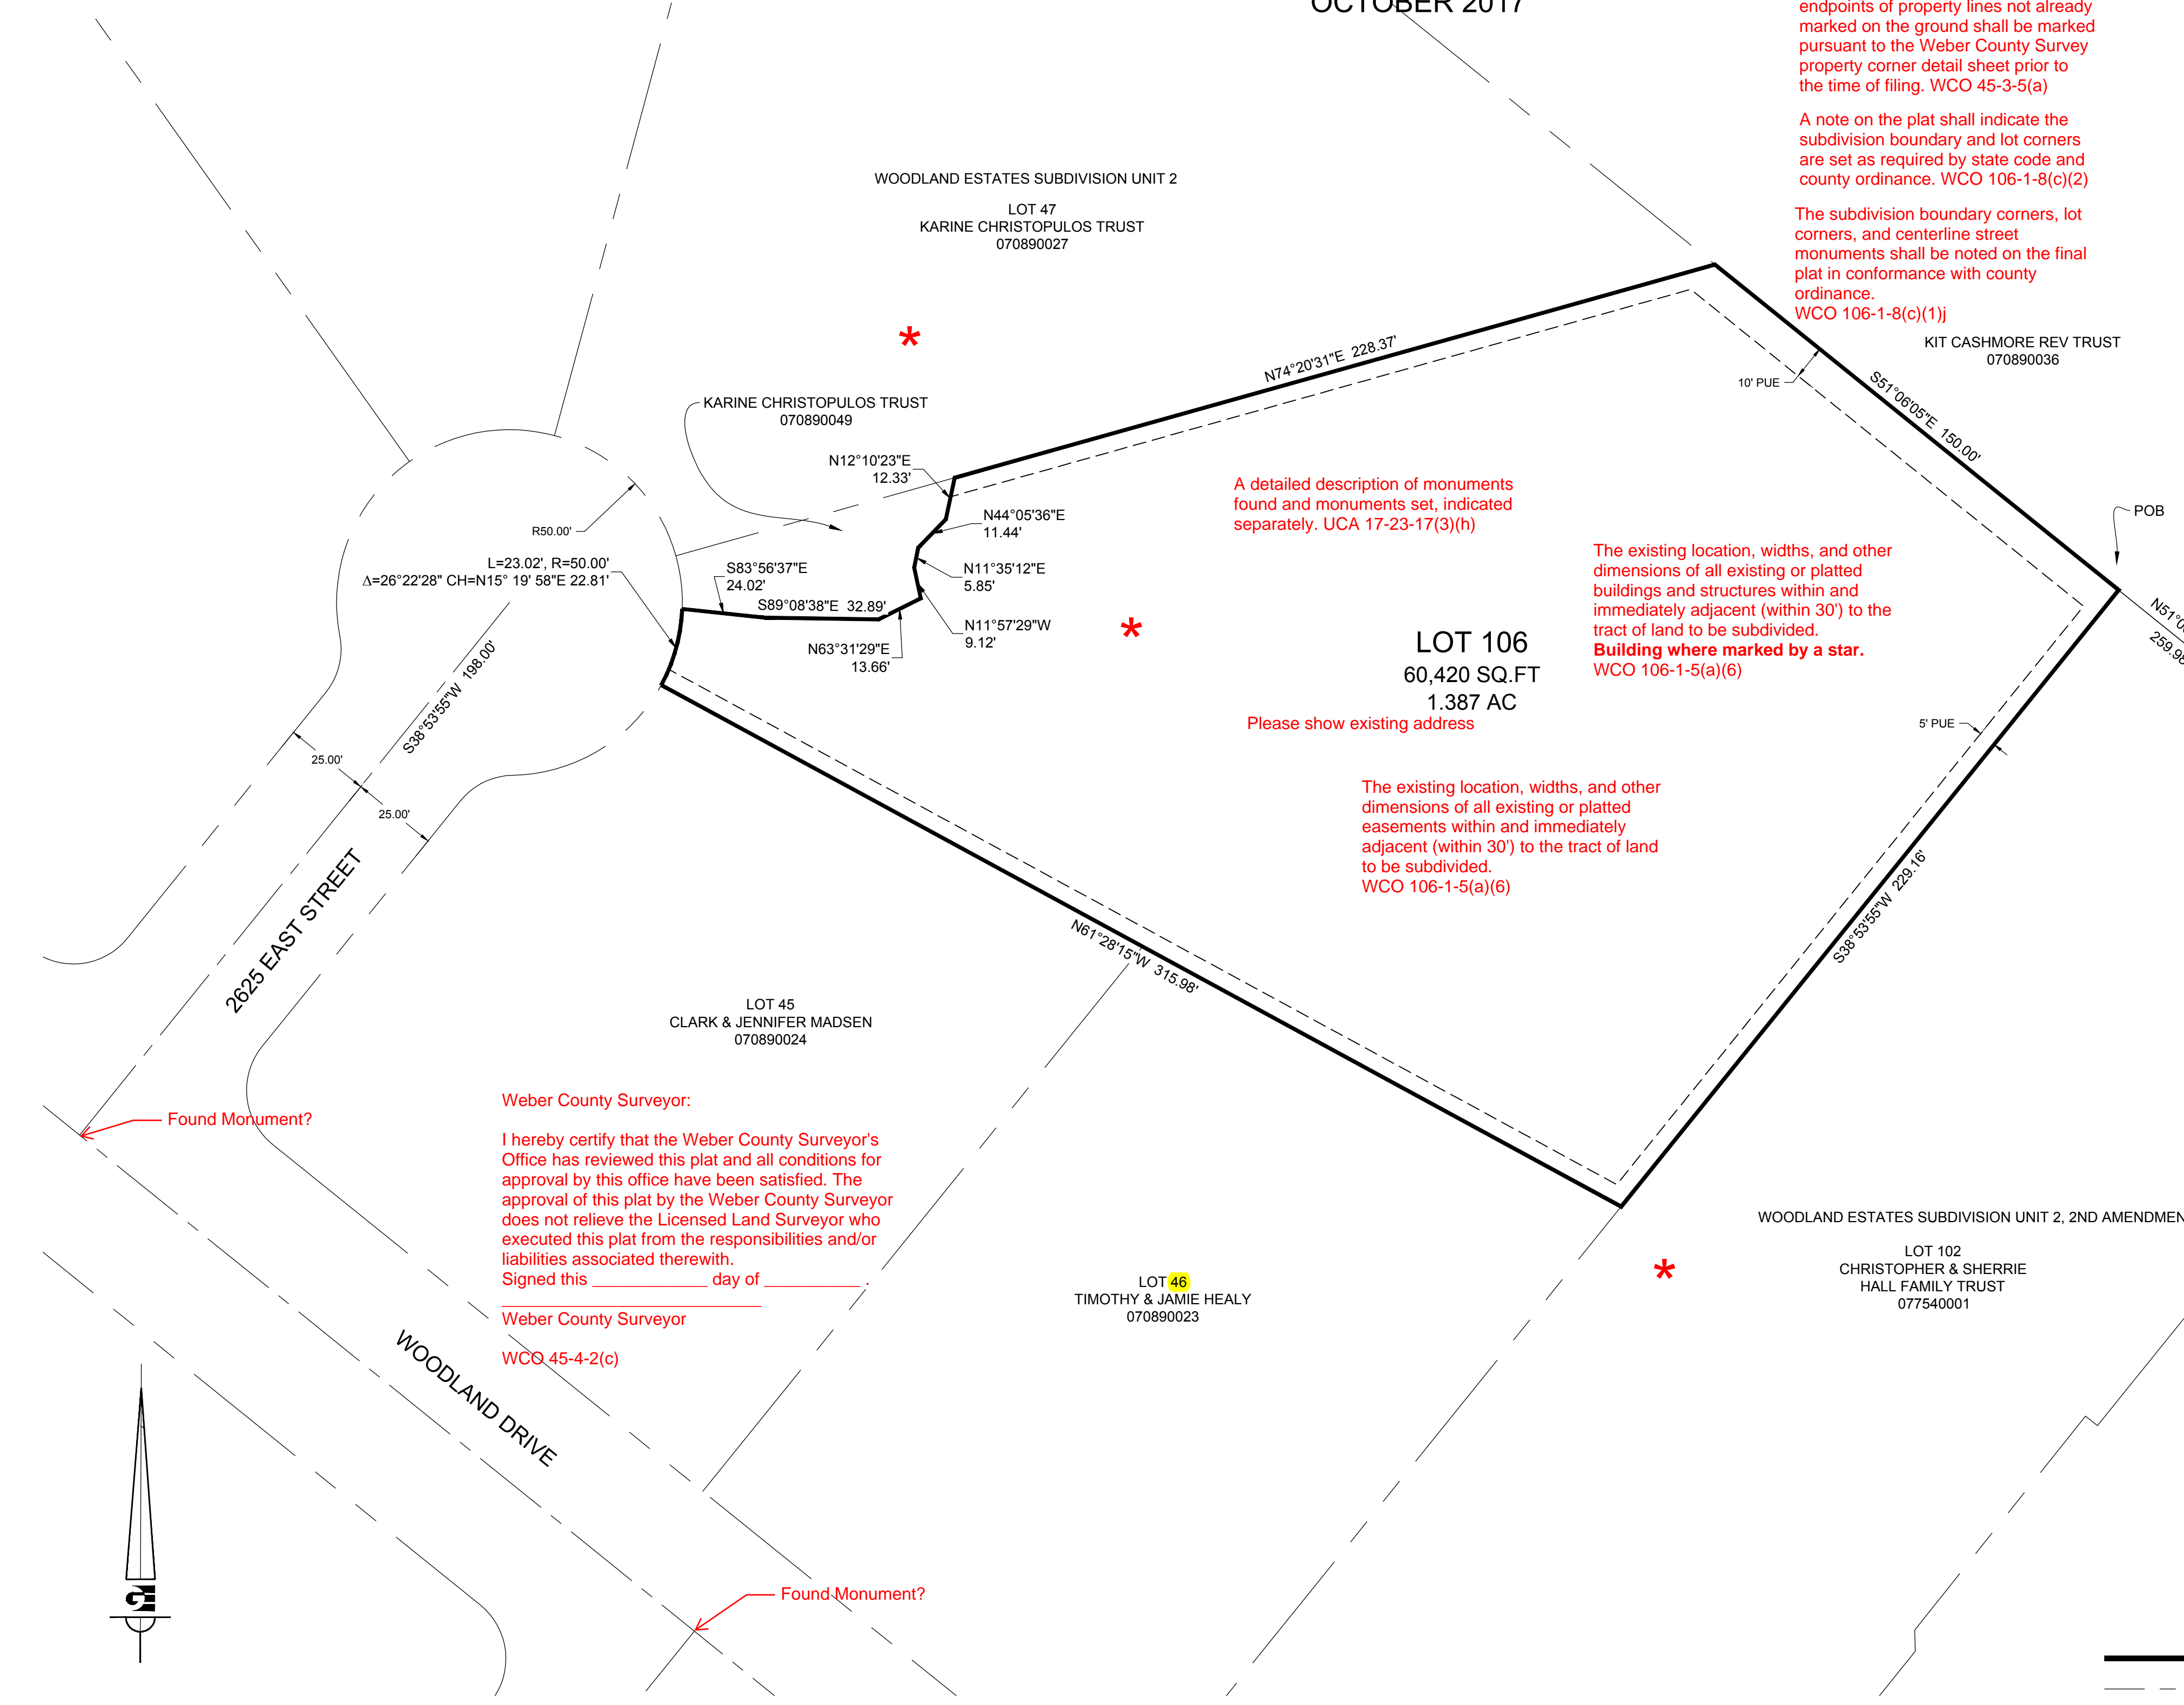 OCTOBER 2017
endpoints of property lines not already
marked on the ground shall be marked
pursuant to the Weber County Survey
property corner detail sheet prior to
the time of filing. WCO 45-3-5(a)
A note on the plat shall indicate the
subdivision boundary and lot corners
are set as required by state code and
county ordinance. WCO 106-1-8(c)(2)
The subdivision boundary corners, lot
corners, and centerline street
monuments shall be noted on the final
plat in conformance with county
ordinance.
WCO 106-1-8(c)(1)j
WOODLAND ESTATES SUBDIVISION UNIT 2
LOT 47
KARINE CHRISTOPULOS TRUST
070890027
*
KIT CASHMORE REV TRUST
070890036
N74°20'31"E 228.37'
10' PUE
S51°06'05"E 150.00'
KARINE CHRISTOPULOS TRUST
070890049
N12°10'23"E
12.33'
N44°05'36"E
11.44'
R50.00'
L=23.02', R=50.00'
Δ=26°22'28" CH=N15° 19' 58"E 22.81'
S83°56'37"E
24.02'
S89°08'38"E 32.89'
N11°35'12"E
5.85'
N11°57'29"W
9.12'
N63°31'29"E
13.66'
A detailed description of monuments
found and monuments set, indicated
separately. UCA 17-23-17(3)(h)
POB
The existing location, widths, and other
dimensions of all existing or platted
buildings and structures within and
immediately adjacent (within 30') to the
tract of land to be subdivided.
Building where marked by a star.
WCO 106-1-5(a)(6)
*
LOT 106
60,420 SQ.FT
1.387 AC
Please show existing address
5' PUE
S38°53'55"W 198.00'
25.00'
25.00'
2625 EAST STREET
The existing location, widths, and other
dimensions of all existing or platted
easements within and immediately
adjacent (within 30') to the tract of land
to be subdivided.
WCO 106-1-5(a)(6)
S38°53'55"W 229.16'
N61°28'15"W 315.98'
LOT 45
CLARK & JENNIFER MADSEN
070890024
Found Monument?
Weber County Surveyor:
I hereby certify that the Weber County Surveyor's
Office has reviewed this plat and all conditions for
approval by this office have been satisfied. The
approval of this plat by the Weber County Surveyor
does not relieve the Licensed Land Surveyor who
executed this plat from the responsibilities and/or
liabilities associated therewith.
Signed this ____________ day of __________ .
___________________________
Weber County Surveyor
WCO 45-4-2(c)
WOODLAND ESTATES SUBDIVISION UNIT 2, 2ND
LOT 102
CHRISTOPHER & SHERRIE
HALL FAMILY TRUST
077540001
*
LOT 46
TIMOTHY & JAMIE HEALY
070890023
WOODLAND DRIVE
Found Monument?